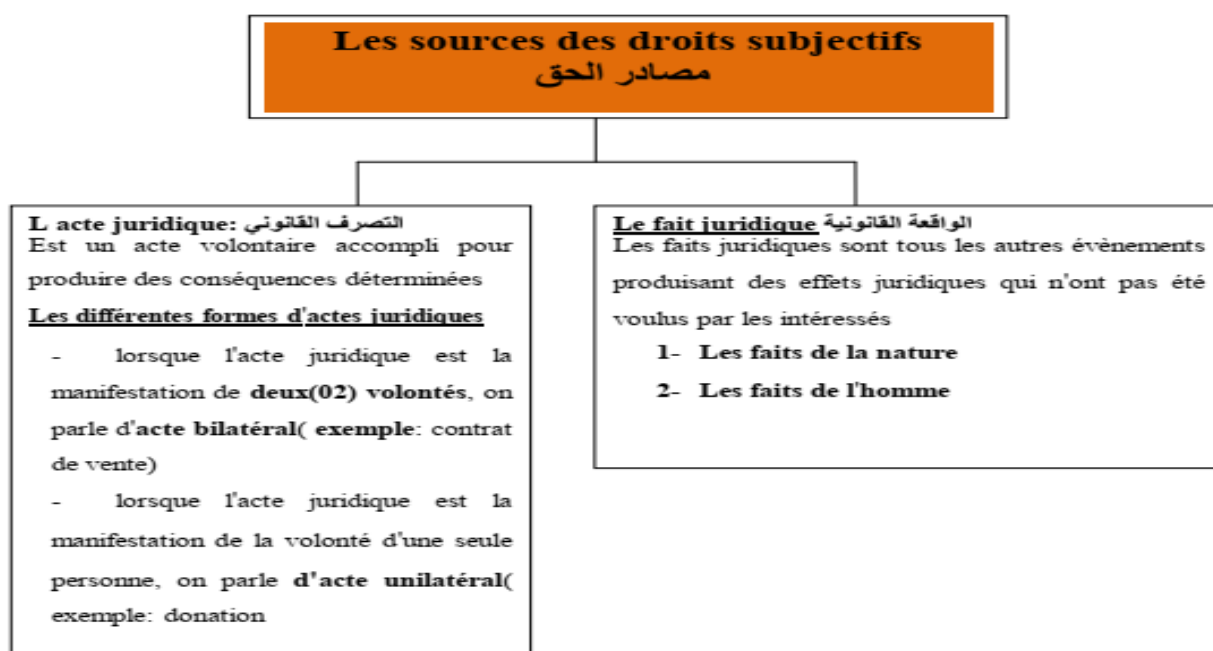 Les sources des droits subjectifs
مصادر الحق
L acte juridique: التصرف القانوني
Est un acte volontaire accompli pour
produire des conséquences déterminées
Les différentes formes d'actes juridiques
- lorsque l'acte juridique est la
manifestation de deux(02) volontés, on
parle d'acte bilatéral( exemple: contrat
de vente)
- lorsque l'acte juridique est la
manifestation de la volonté d'une seule
personne, on parle d'acte unilatéral(
exemple: donation
Le fait juridique الواقعة القانونية
Les faits juridiques sont tous les autres évènements
produisant des effets juridiques qui n'ont pas été
voulus par les intéressés
1- Les faits de la nature
2- Les faits de l'homme